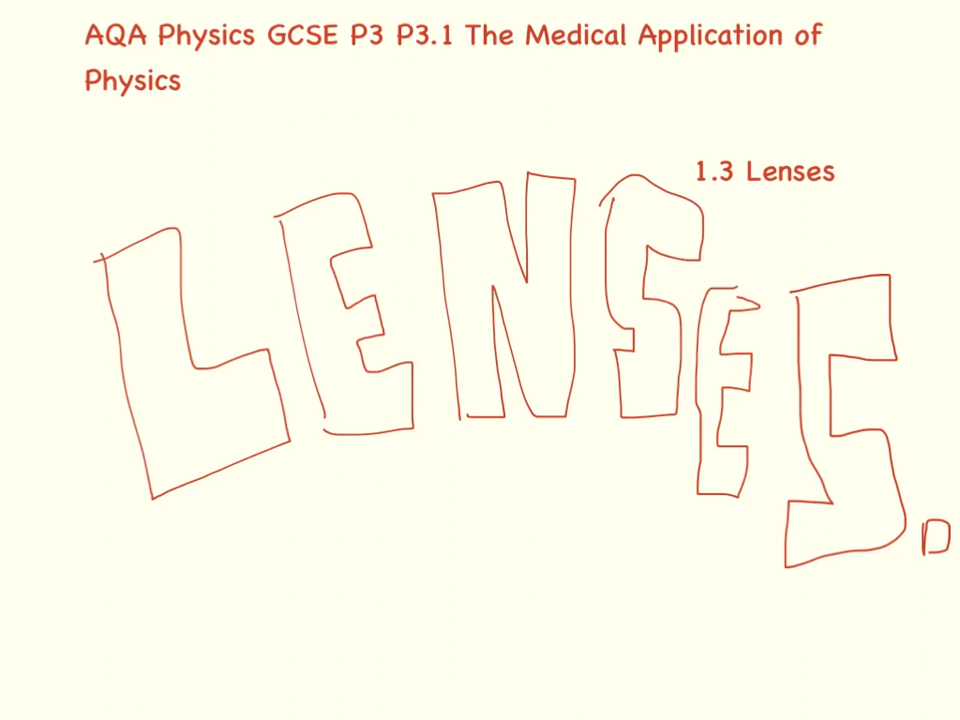 AQA Physics GCSE P3 P3.1 The Medical Application of
Physics
1.3 Lenses
LENSES.